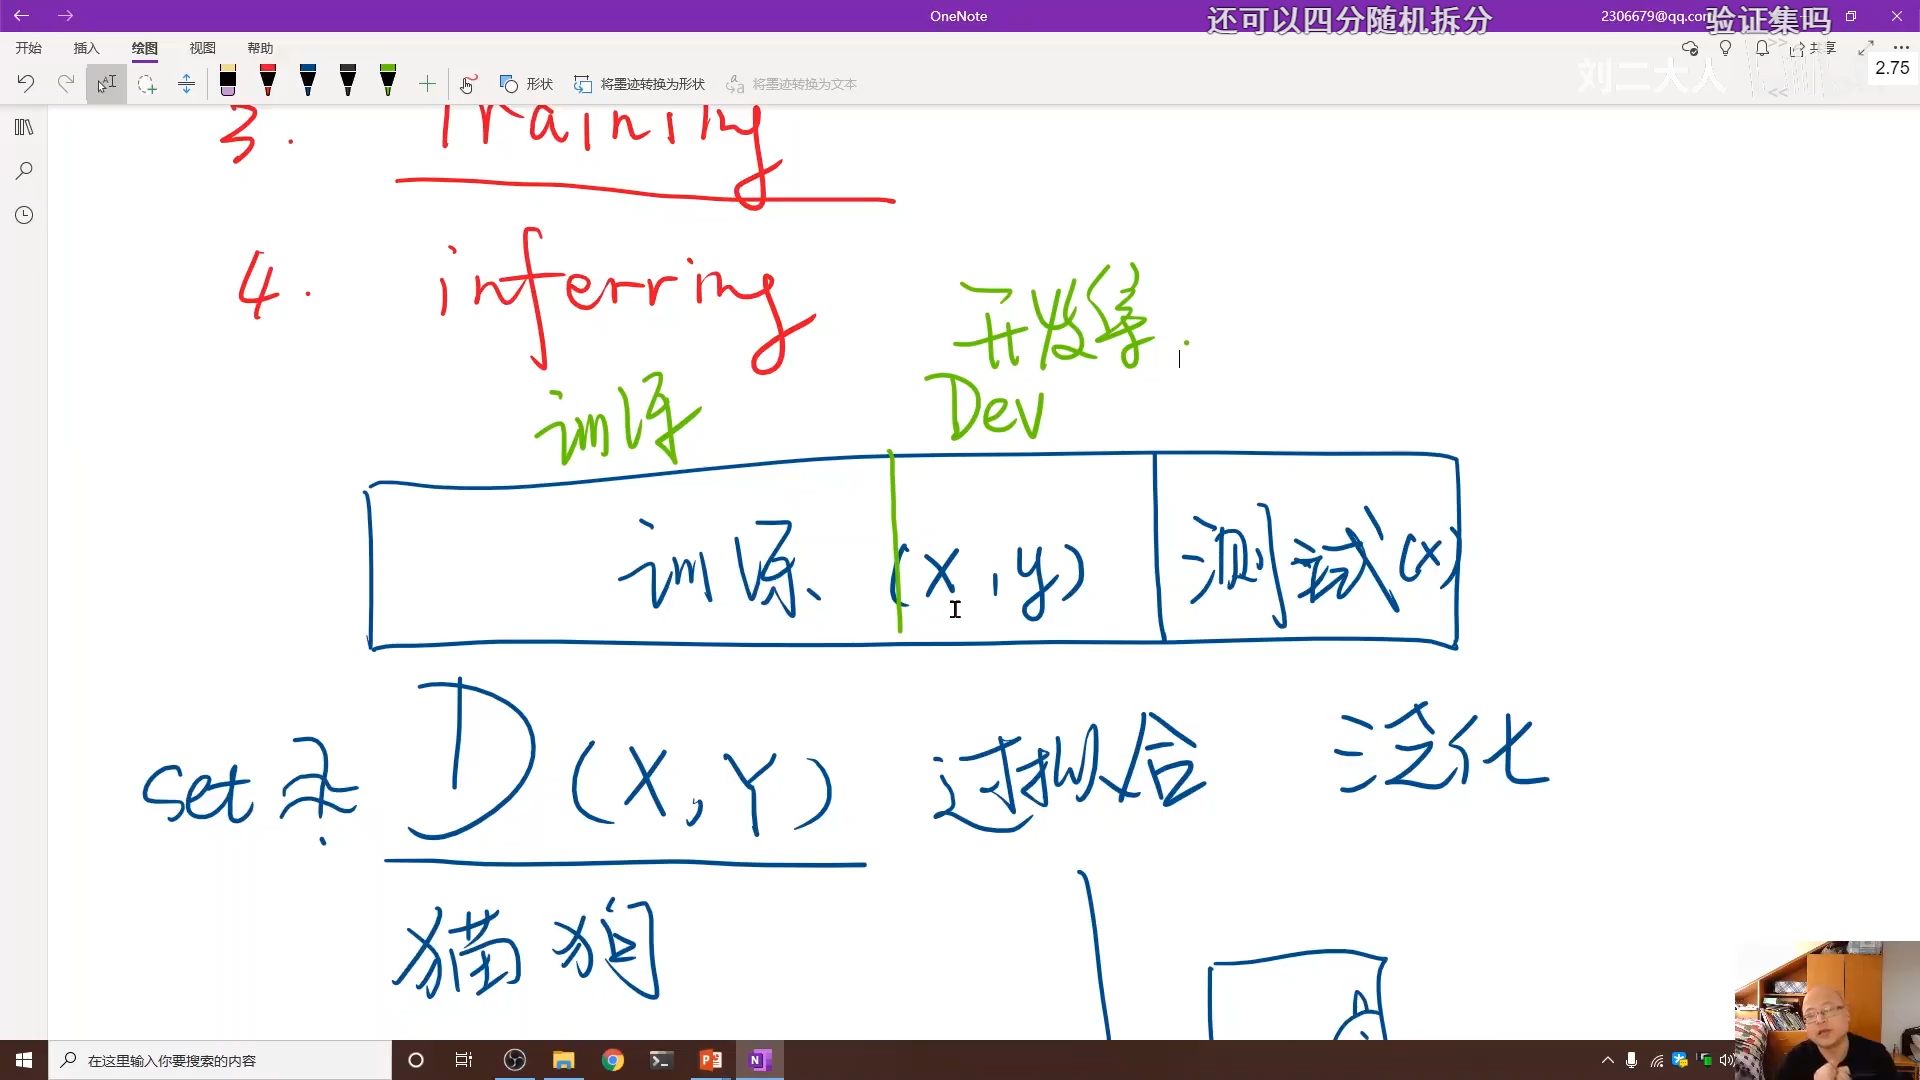 OneNote
还可以四分随机拆分
2306679@qq.com
验证集吗
开始 插入 绘图 视图 帮助
共享
刘二大人
2.75
形状 将墨迹转换为形状 将墨迹转换为文本
3. Training
4. inferring
开发集.
训练 Dev
训练 (x, y) 测试(x)
Set D(X, Y) 过拟合 泛化
猫狗
在这里输入你要搜索的内容